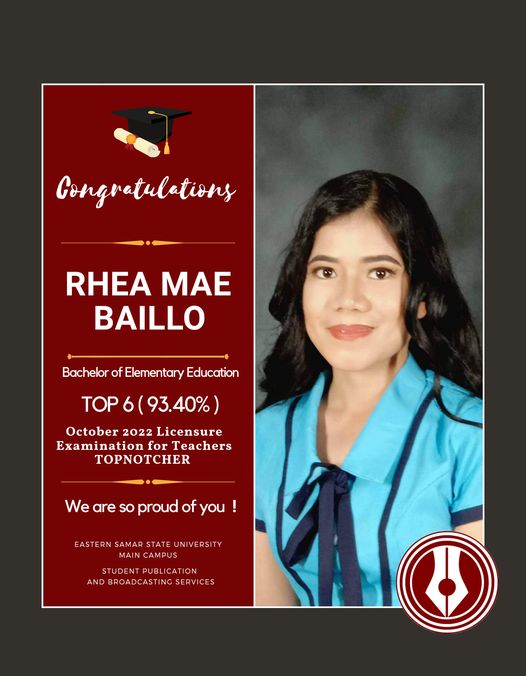 Congratulations
RHEA MAE
BAILLO
Bachelor of Elementary Education
TOP 6 ( 93.40% )
October 2022 Licensure
Examination for Teachers
TOPNOTCHER
We are so proud of you !
EASTERN SAMAR STATE UNIVERSITY
MAIN CAMPUS
STUDENT PUBLICATION
AND BROADCASTING SERVICES